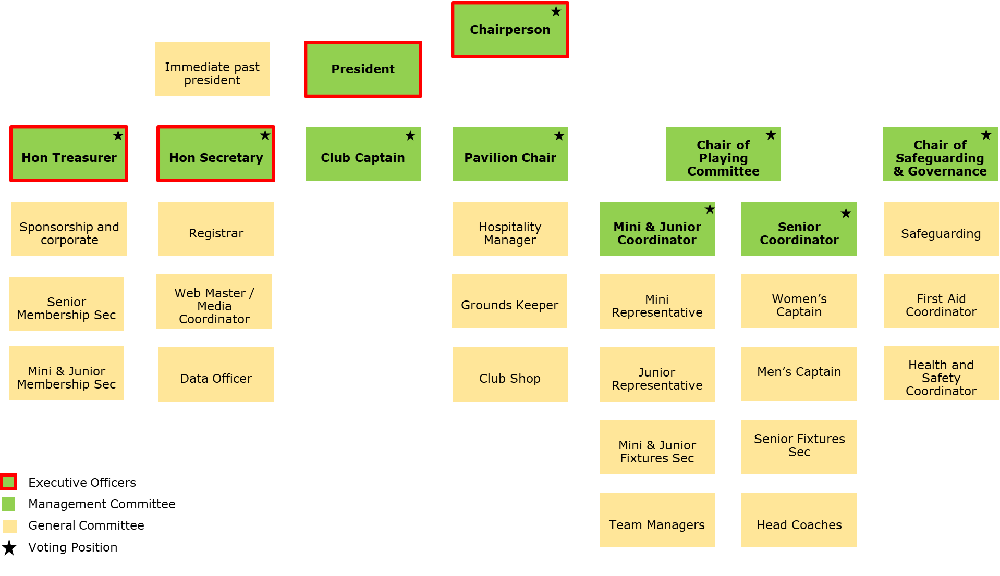 ★
Chairperson
Immediate past
president
President
★
Hon Treasurer
★
Hon Secretary
★
Club Captain
★
Pavilion Chair
★
Chair of
Playing
Committee
★
Chair of
Safeguarding
& Governance
Sponsorship and
corporate
Registrar
Hospitality
Manager
★
Mini & Junior
Coordinator
★
Senior
Coordinator
Safeguarding
Senior
Membership Sec
Web Master /
Media
Coordinator
Grounds Keeper
Mini
Representative
Women’s
Captain
First Aid
Coordinator
Mini & Junior
Membership Sec
Data Officer
Club Shop
Junior
Representative
Men’s Captain
Health and
Safety
Coordinator
Mini & Junior
Fixtures Sec
Senior Fixtures
Sec
Team Managers
Head Coaches
Executive Officers
Management Committee
General Committee
★ Voting Position